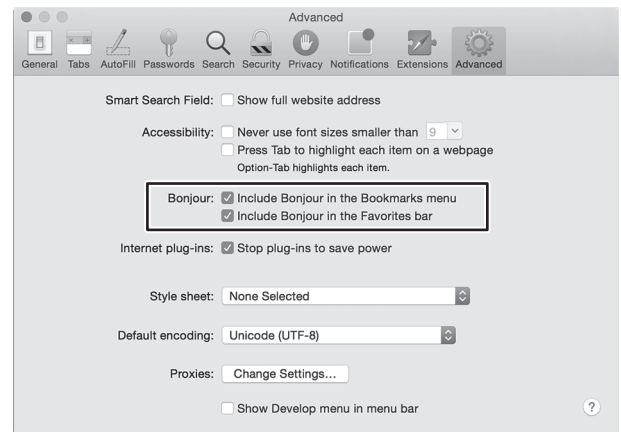 Advanced
General Tabs AutoFill Passwords Search Security Privacy Notifications Extensions Advanced
Smart Search Field: Show full website address
Accessibility: Never use font sizes smaller than 9
Press Tab to highlight each item on a webpage
Option-Tab highlights each item.
Bonjour: Include Bonjour in the Bookmarks menu
Include Bonjour in the Favorites bar
Internet plug-ins: Stop plug-ins to save power
Style sheet: None Selected
Default encoding: Unicode (UTF-8)
Proxies: Change Settings...
Show Develop menu in menu bar ?